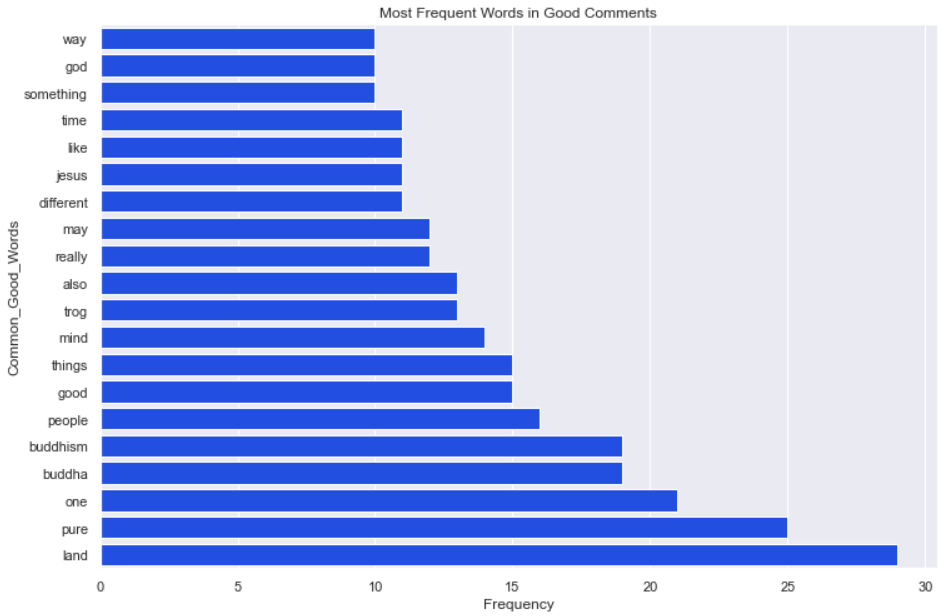 Most Frequent Words in Good Comments
way
god
something
time
like
jesus
different
may
really
also
trog
mind
things
good
people
buddhism
buddha
one
pure
land
Common_Good_Words
0 5 10 15 20 25 30
Frequency